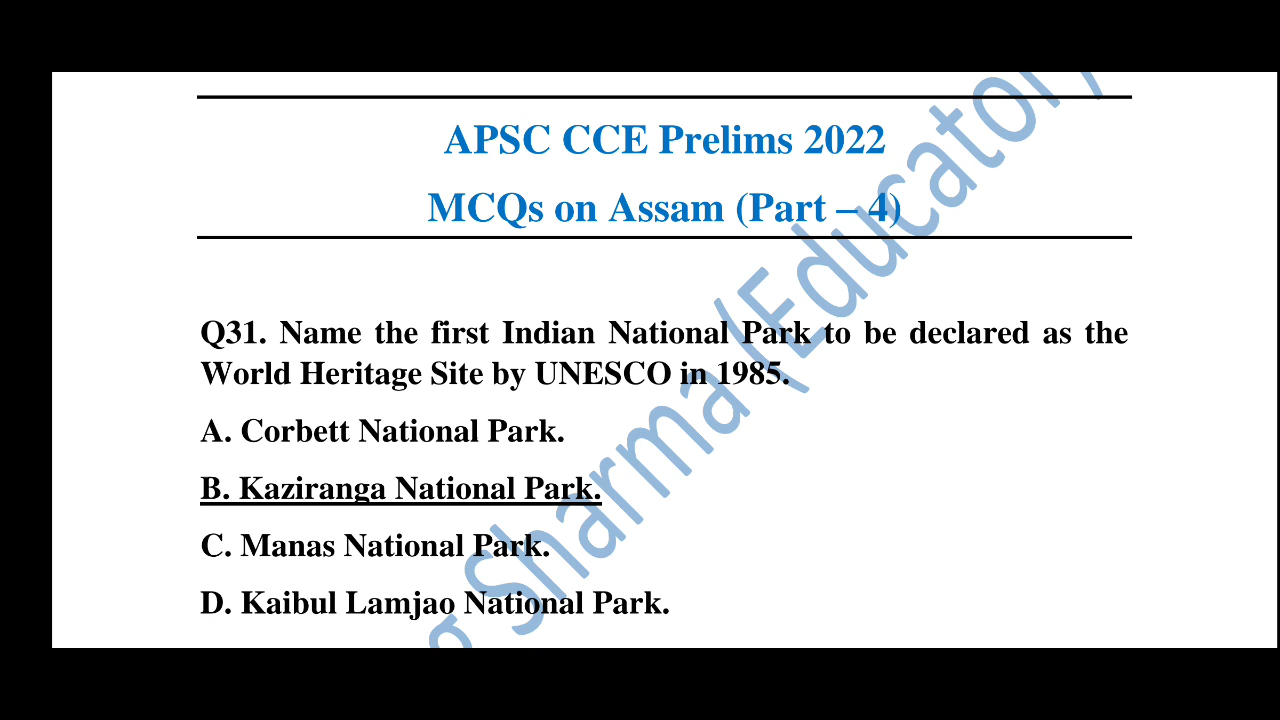 APSC CCE Prelims 2022
MCQs on Assam (Part – 4)
Q31. Name the first Indian National Park to be declared as the
World Heritage Site by UNESCO in 1985.
A. Corbett National Park.
B. Kaziranga National Park.
C. Manas National Park.
D. Kaibul Lamjao National Park.
Sharma (Educator)